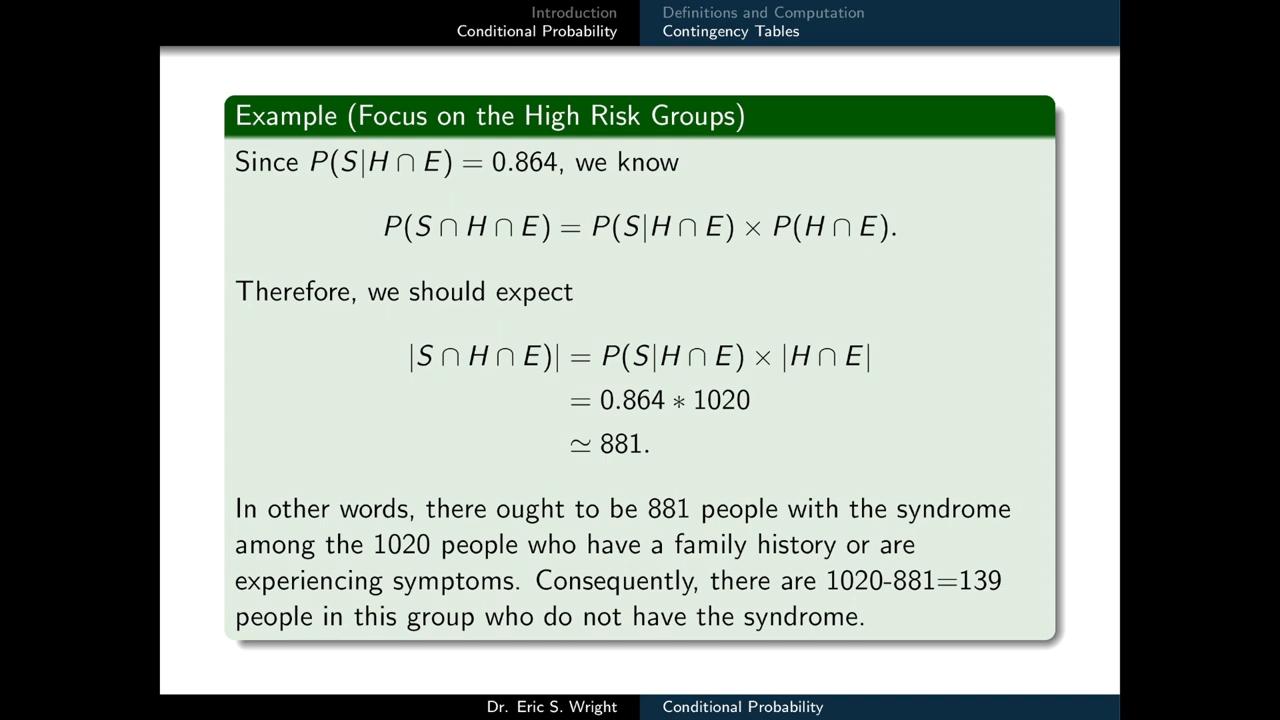 Introduction
Conditional Probability
Definitions and Computation
Contingency Tables
Example (Focus on the High Risk Groups)
Since P(S|H ∩ E) = 0.864, we know
P(S ∩ H ∩ E) = P(S|H ∩ E) × P(H ∩ E).
Therefore, we should expect
|S ∩ H ∩ E)| = P(S|H ∩ E) × |H ∩ E|
= 0.864 ∗ 1020
≃ 881.
In other words, there ought to be 881 people with the syndrome
among the 1020 people who have a family history or are
experiencing symptoms. Consequently, there are 1020-881=139
people in this group who do not have the syndrome.
Dr. Eric S. Wright
Conditional Probability